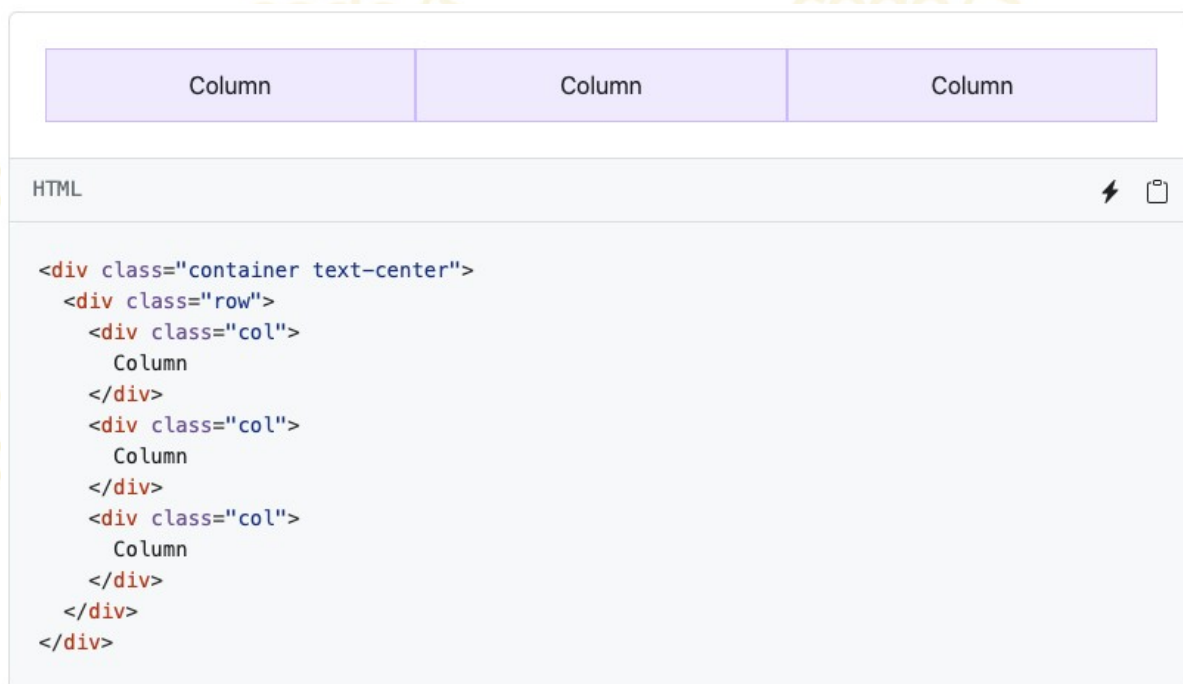 Column Column Column
HTML
<div class="container text-center">
  <div class="row">
    <div class="col">
      Column
    </div>
    <div class="col">
      Column
    </div>
    <div class="col">
      Column
    </div>
  </div>
</div>